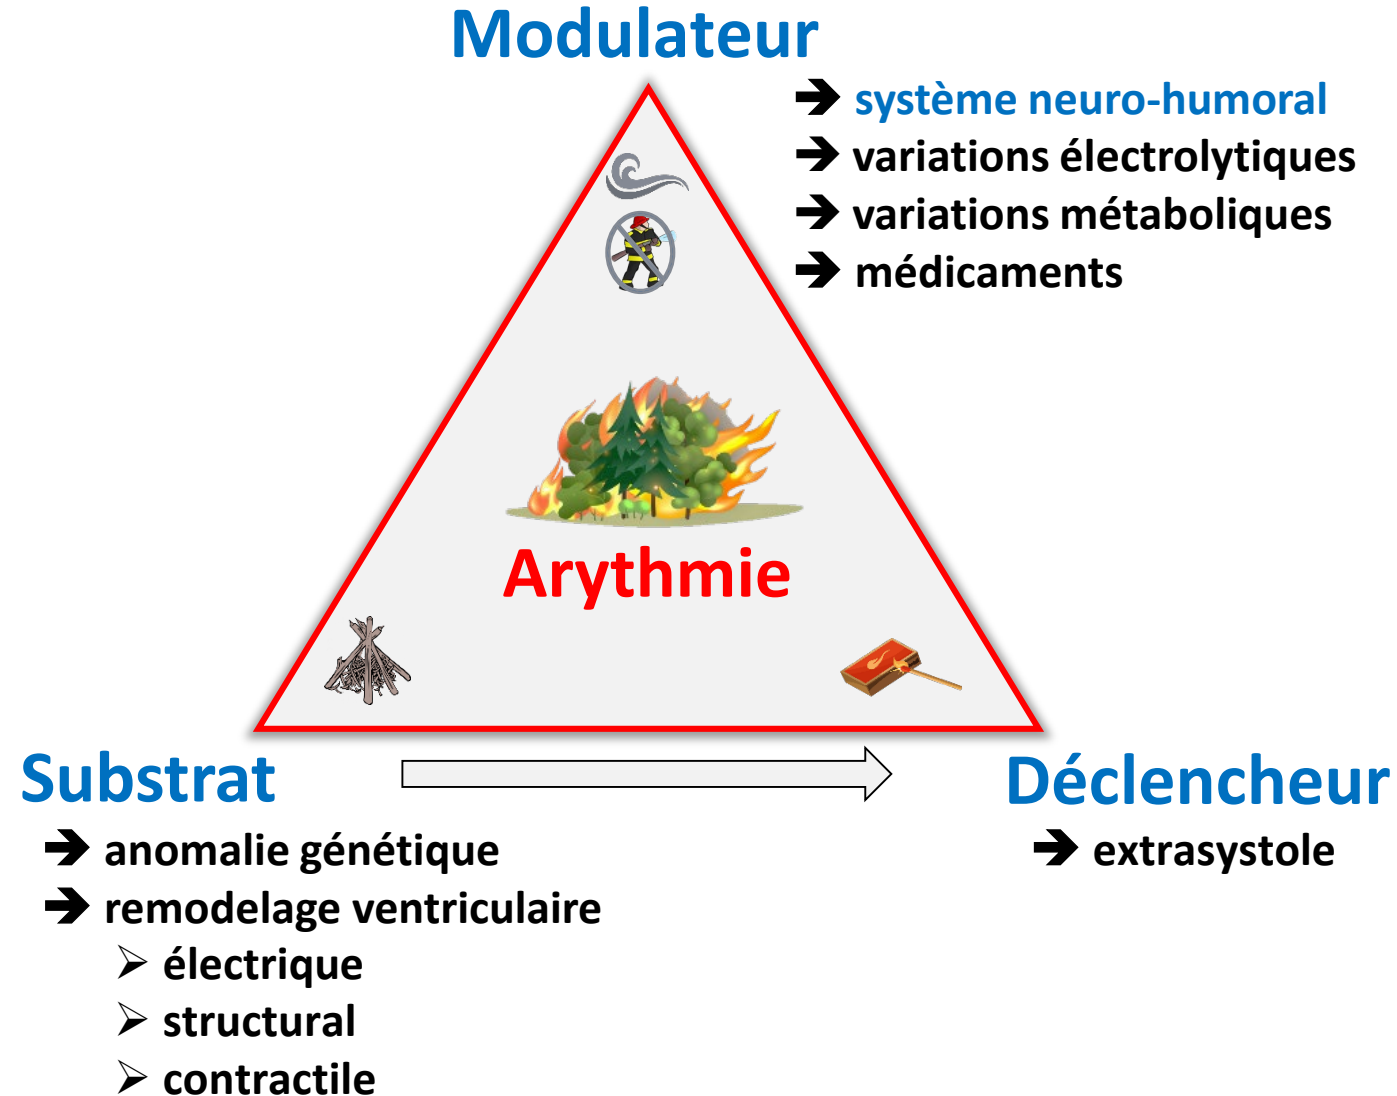 Modulateur
➔ système neuro-humoral
➔ variations électrolytiques
➔ variations métaboliques
➔ médicaments
Arythmie
Substrat
➔ anomalie génétique
➔ remodelage ventriculaire
➢ électrique
➢ structural
➢ contractile
Déclencheur
➔ extrasystole